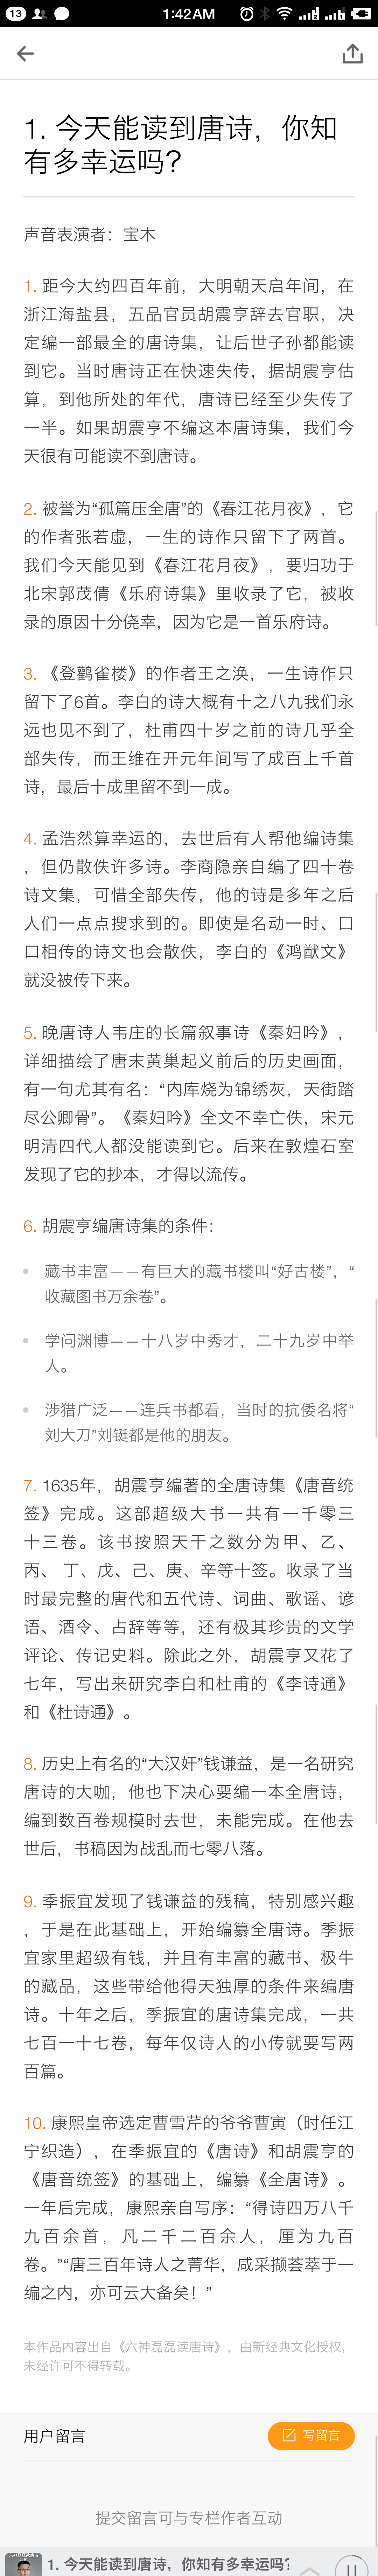 13
1:42AM
1. 今天能读到唐诗，你知
有多幸运吗？
声音表演者：宝木
1. 距今大约四百年前，大明朝天启年间，在
浙江海盐县，五品官员胡震亨辞去官职，决
定编一部最全的唐诗集，让后世子孙都能读
到它。当时唐诗正在快速失传，据胡震亨估
算，到他所处的年代，唐诗已经至少失传了
一半。如果胡震亨不编这本唐诗集，我们今
天很有可能读不到唐诗。
2. 被誉为“孤篇压全唐”的《春江花月夜》，它
的作者张若虚，一生的诗作只留下了两首。
我们今天能见到《春江花月夜》，要归功于
北宋郭茂倩《乐府诗集》里收录了它，被收
录的原因十分侥幸，因为它是一首乐府诗。
3. 《登鹳雀楼》的作者王之涣，一生诗作只
留下了6首。李白的诗大概有十之八九我们永
远也见不到了，杜甫四十岁之前的诗几乎全
部失传，而王维在开元年间写了成百上千首
诗，最后十成里留不到一成。
4. 孟浩然算幸运的，去世后有人帮他编诗集
，但仍散佚许多诗。李商隐亲自编了四十卷
诗文集，可惜全部失传，他的诗是多年之后
人们一点点搜求到的。即使是名动一时、口
口相传的诗文也会散佚，李白的《鸿猷文》
就没被传下来。
5. 晚唐诗人韦庄的长篇叙事诗《秦妇吟》，
详细描绘了唐末黄巢起义前后的历史画面，
有一句尤其有名：“内库烧为锦绣灰，天街踏
尽公卿骨”。《秦妇吟》全文不幸亡佚，宋元
明清四代人都没能读到它。后来在敦煌石室
发现了它的抄本，才得以流传。
6. 胡震亨编唐诗集的条件：
藏书丰富——有巨大的藏书楼叫“好古楼”，“
收藏图书万余卷”。
学问渊博——十八岁中秀才，二十九岁中举
人。
涉猎广泛——连兵书都看，当时的抗倭名将“
刘大刀”刘铤都是他的朋友。
7. 1635年，胡震亨编著的全唐诗集《唐音统
签》完成。这部超级大书一共有一千零三
十三卷。该书按照天干之数分为甲、乙、
丙、 丁、戊、己、庚、辛等十签。收录了当
时最完整的唐代和五代诗、词曲、歌谣、谚
语、酒令、占辞等等，还有极其珍贵的文学
评论、传记史料。除此之外，胡震亨又花了
七年，写出来研究李白和杜甫的《李诗通》
和《杜诗通》。
8. 历史上有名的“大汉奸”钱谦益，是一名研究
唐诗的大咖，他也下决心要编一本全唐诗，
编到数百卷规模时去世，未能完成。在他去
世后，书稿因为战乱而七零八落。
9. 季振宜发现了钱谦益的残稿，特别感兴趣
，于是在此基础上，开始编纂全唐诗。季振
宜家里超级有钱，并且有丰富的藏书、极牛
的藏品，这些带给他得天独厚的条件来编唐
诗。十年之后，季振宜的唐诗集完成，一共
七百一十七卷，每年仅诗人的小传就要写两
百篇。
10. 康熙皇帝选定曹雪芹的爷爷曹寅（时任江
宁织造），在季振宜的《唐诗》和胡震亨的
《唐音统签》的基础上，编纂《全唐诗》。
一年后完成，康熙亲自写序：“得诗四万八千
九百余首，凡二千二百余人，厘为九百
卷。”“唐三百年诗人之菁华，咸采撷荟萃于一
编之内，亦可云大备矣！”
本作品内容出自《六神磊磊读唐诗》，由新经典文化授权，
未经许可不得转载。
用户留言
写留言
提交留言可与专栏作者互动
1. 今天能读到唐诗，你知有多幸运吗？